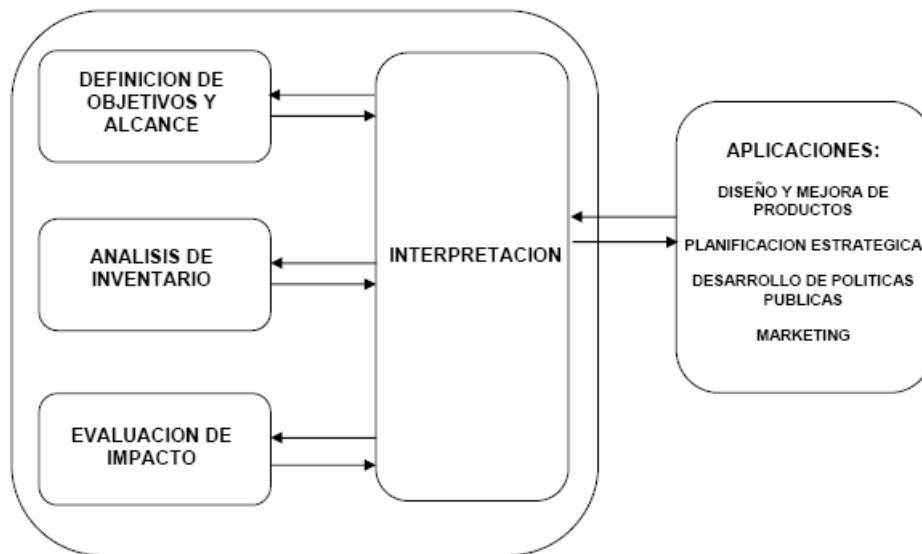 DEFINICION DE
OBJETIVOS Y
ALCANCE
ANALISIS DE
INVENTARIO
EVALUACION DE
IMPACTO
INTERPRETACION
APLICACIONES:
DISEÑO Y MEJORA DE
PRODUCTOS
PLANIFICACION ESTRATEGICA
DESARROLLO DE POLITICAS
PUBLICAS
MARKETING